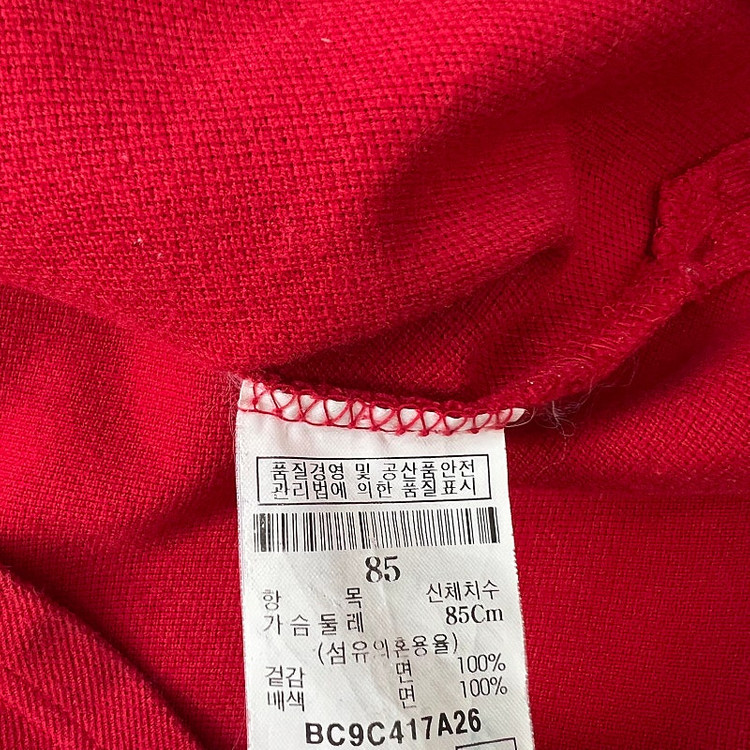 품질경영 및 공산품안전
관리법에 의한 품질표시
85
항 목 신체치수
가슴둘레 85Cm
(섬유의혼용율)
겉감 면 100%
배색 면 100%
BC9C417A26